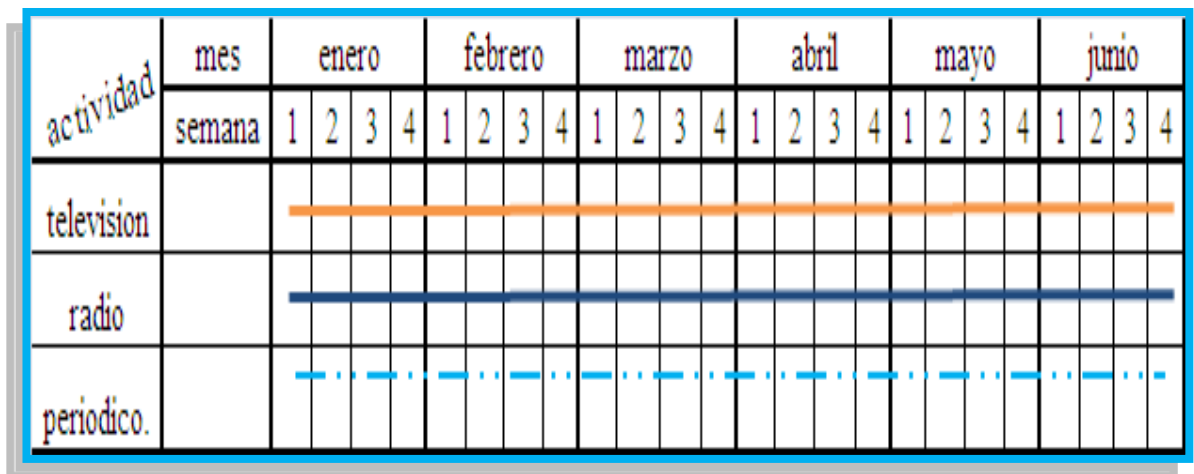 actividad
mes enero febrero marzo abril mayo junio
semana 1 2 3 4 1 2 3 4 1 2 3 4 1 2 3 4 1 2 3 4 1 2 3 4
television
radio
periodico.